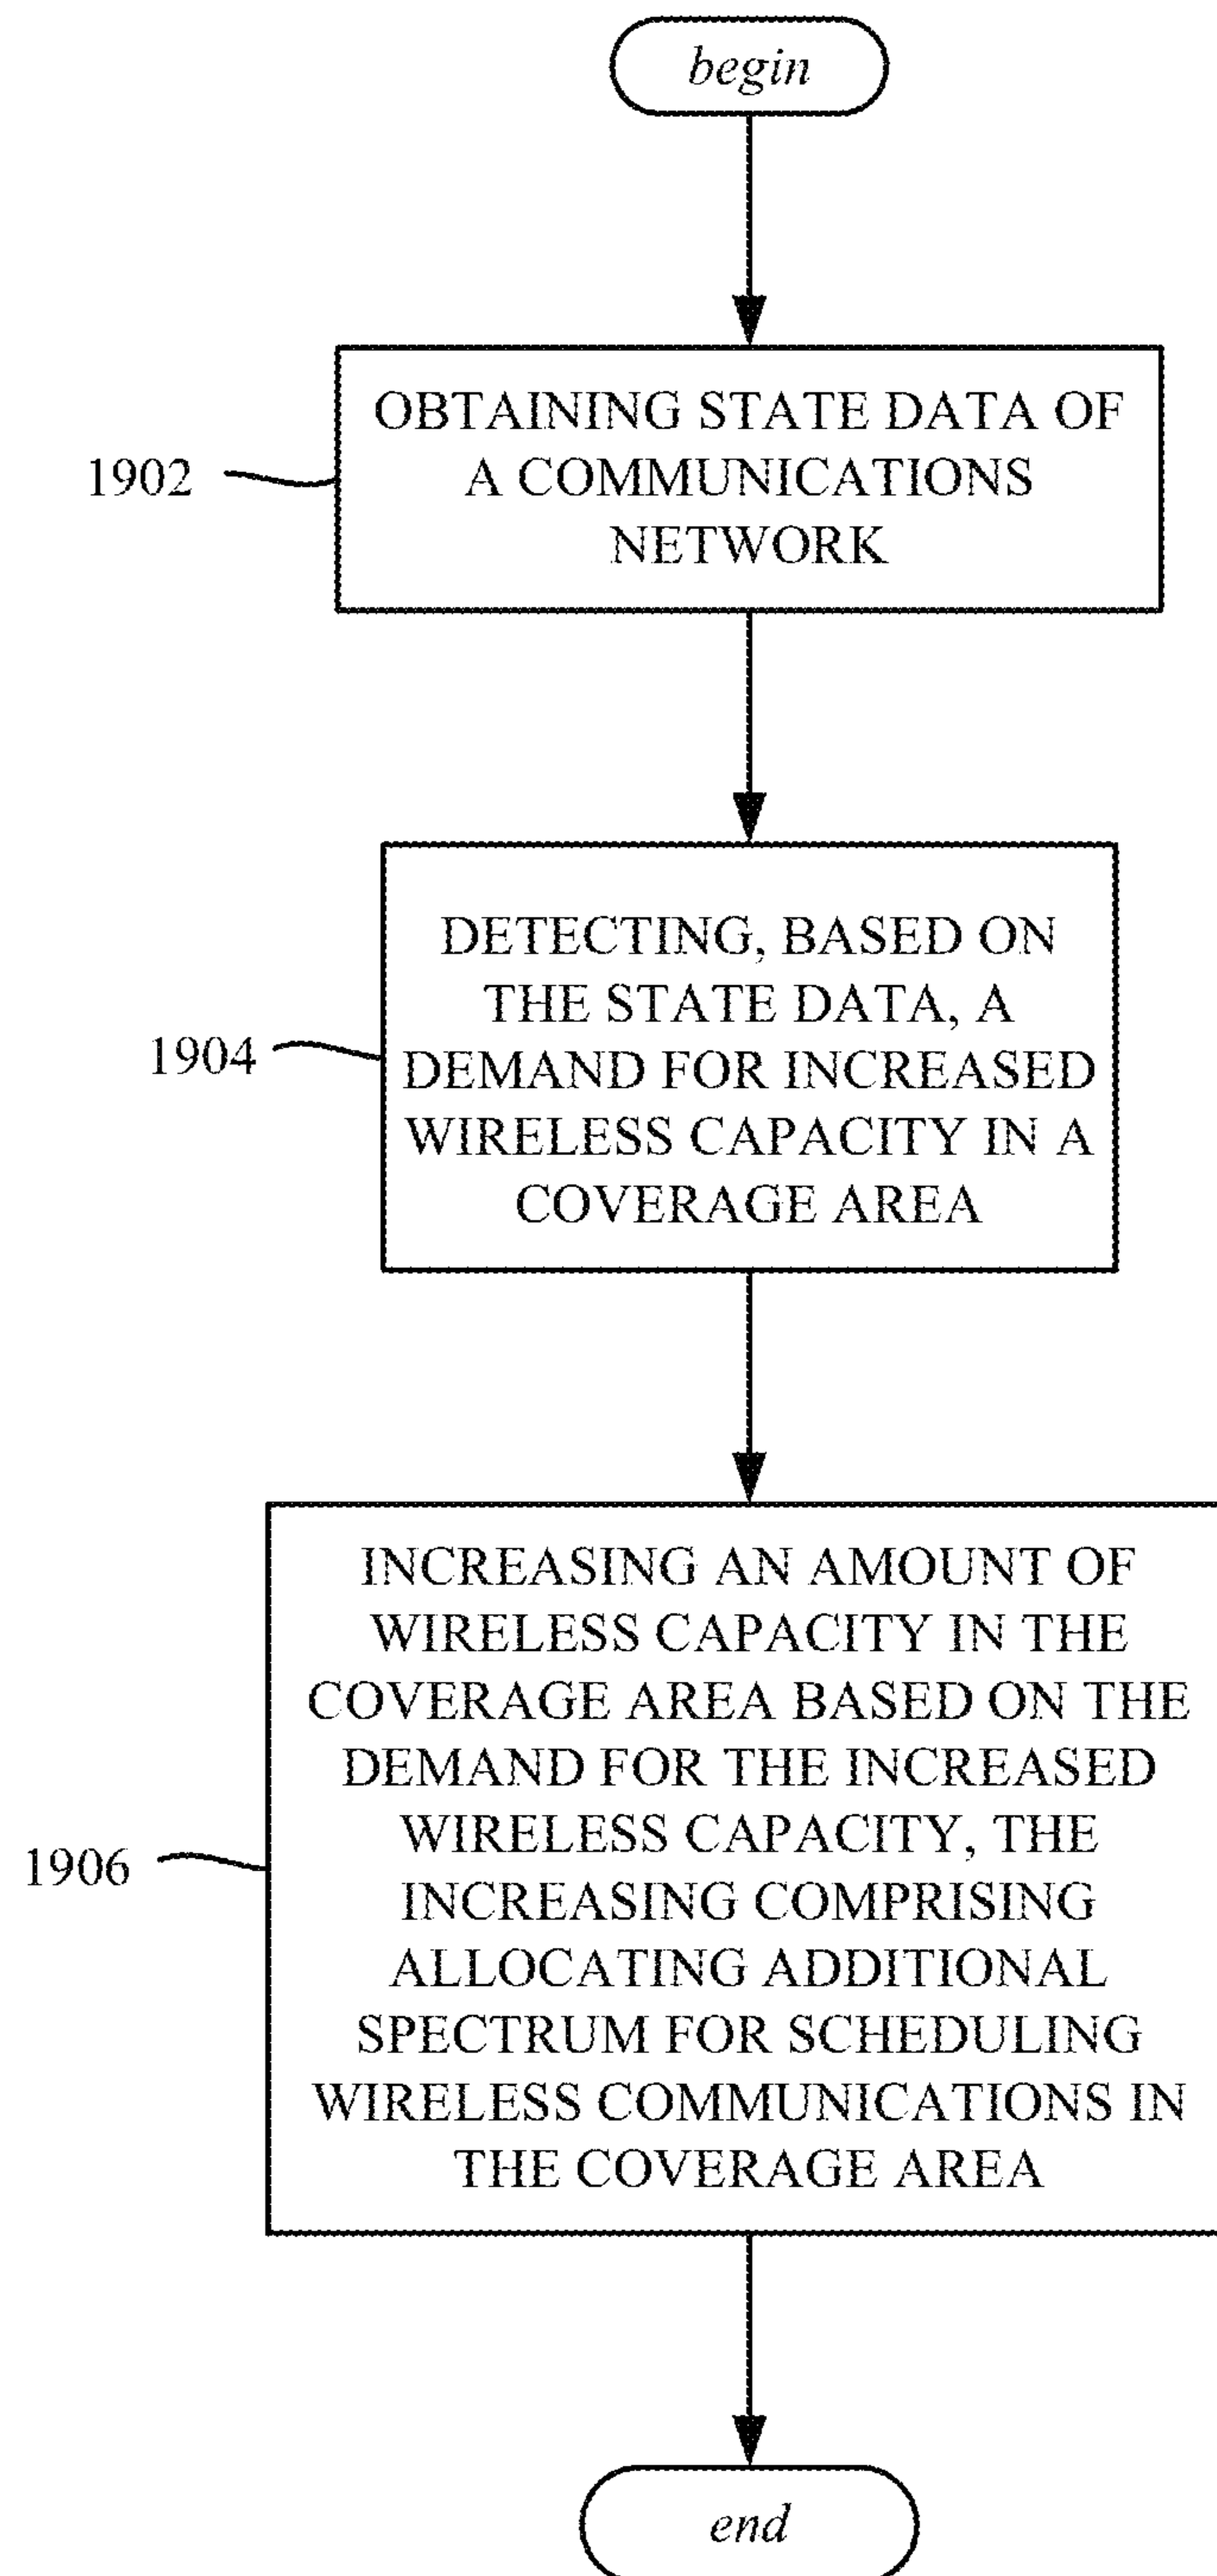 begin
1902
OBTAINING STATE DATA OF
A COMMUNICATIONS
NETWORK
1904
DETECTING, BASED ON
THE STATE DATA, A
DEMAND FOR INCREASED
WIRELESS CAPACITY IN A
COVERAGE AREA
1906
INCREASING AN AMOUNT OF
WIRELESS CAPACITY IN THE
COVERAGE AREA BASED ON THE
DEMAND FOR THE INCREASED
WIRELESS CAPACITY, THE
INCREASING COMPRISING
ALLOCATING ADDITIONAL
SPECTRUM FOR SCHEDULING
WIRELESS COMMUNICATIONS IN
THE COVERAGE AREA
end